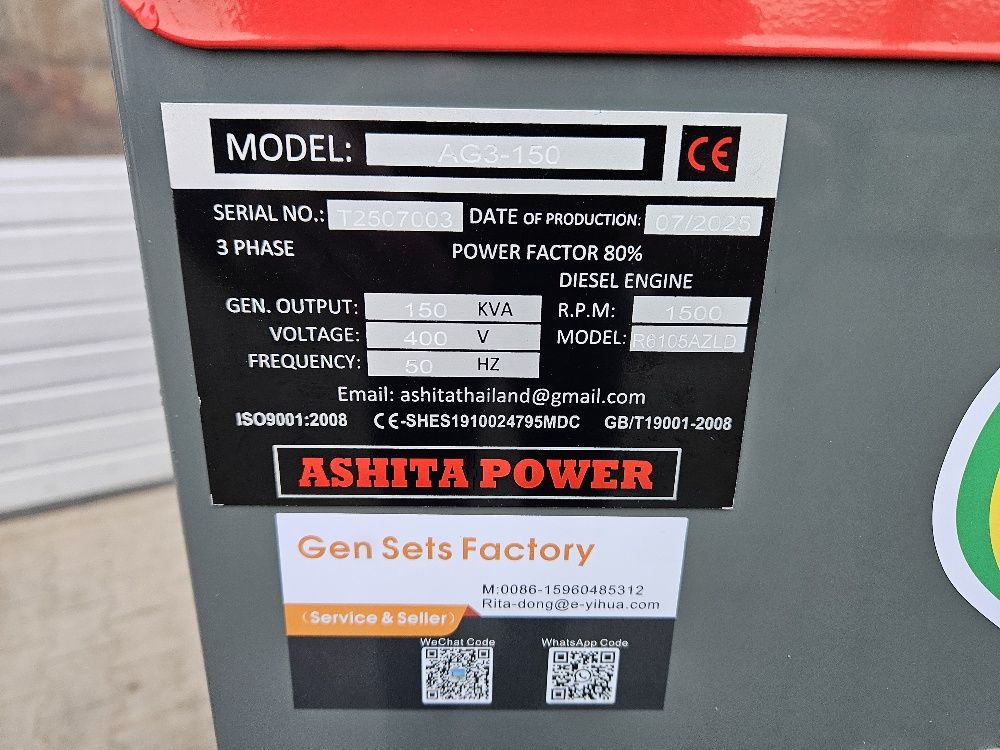 MODEL: AG3-150 CE
SERIAL NO.: T2507003 DATE OF PRODUCTION: 07/2025
3 PHASE POWER FACTOR 80%
DIESEL ENGINE
GEN. OUTPUT: 150 KVA R.P.M: 1500
VOLTAGE: 400 V MODEL: R6105AZLD
FREQUENCY: 50 HZ
Email: ashitathailand@gmail.com
ISO9001:2008 CE-SHES1910024795MDC GB/T19001-2008
ASHITA POWER
Gen Sets Factory
M:0086-15960485312
Rita-dong@e-yihua.com
(Service & Seller)
WeChat Code WhatsApp Code